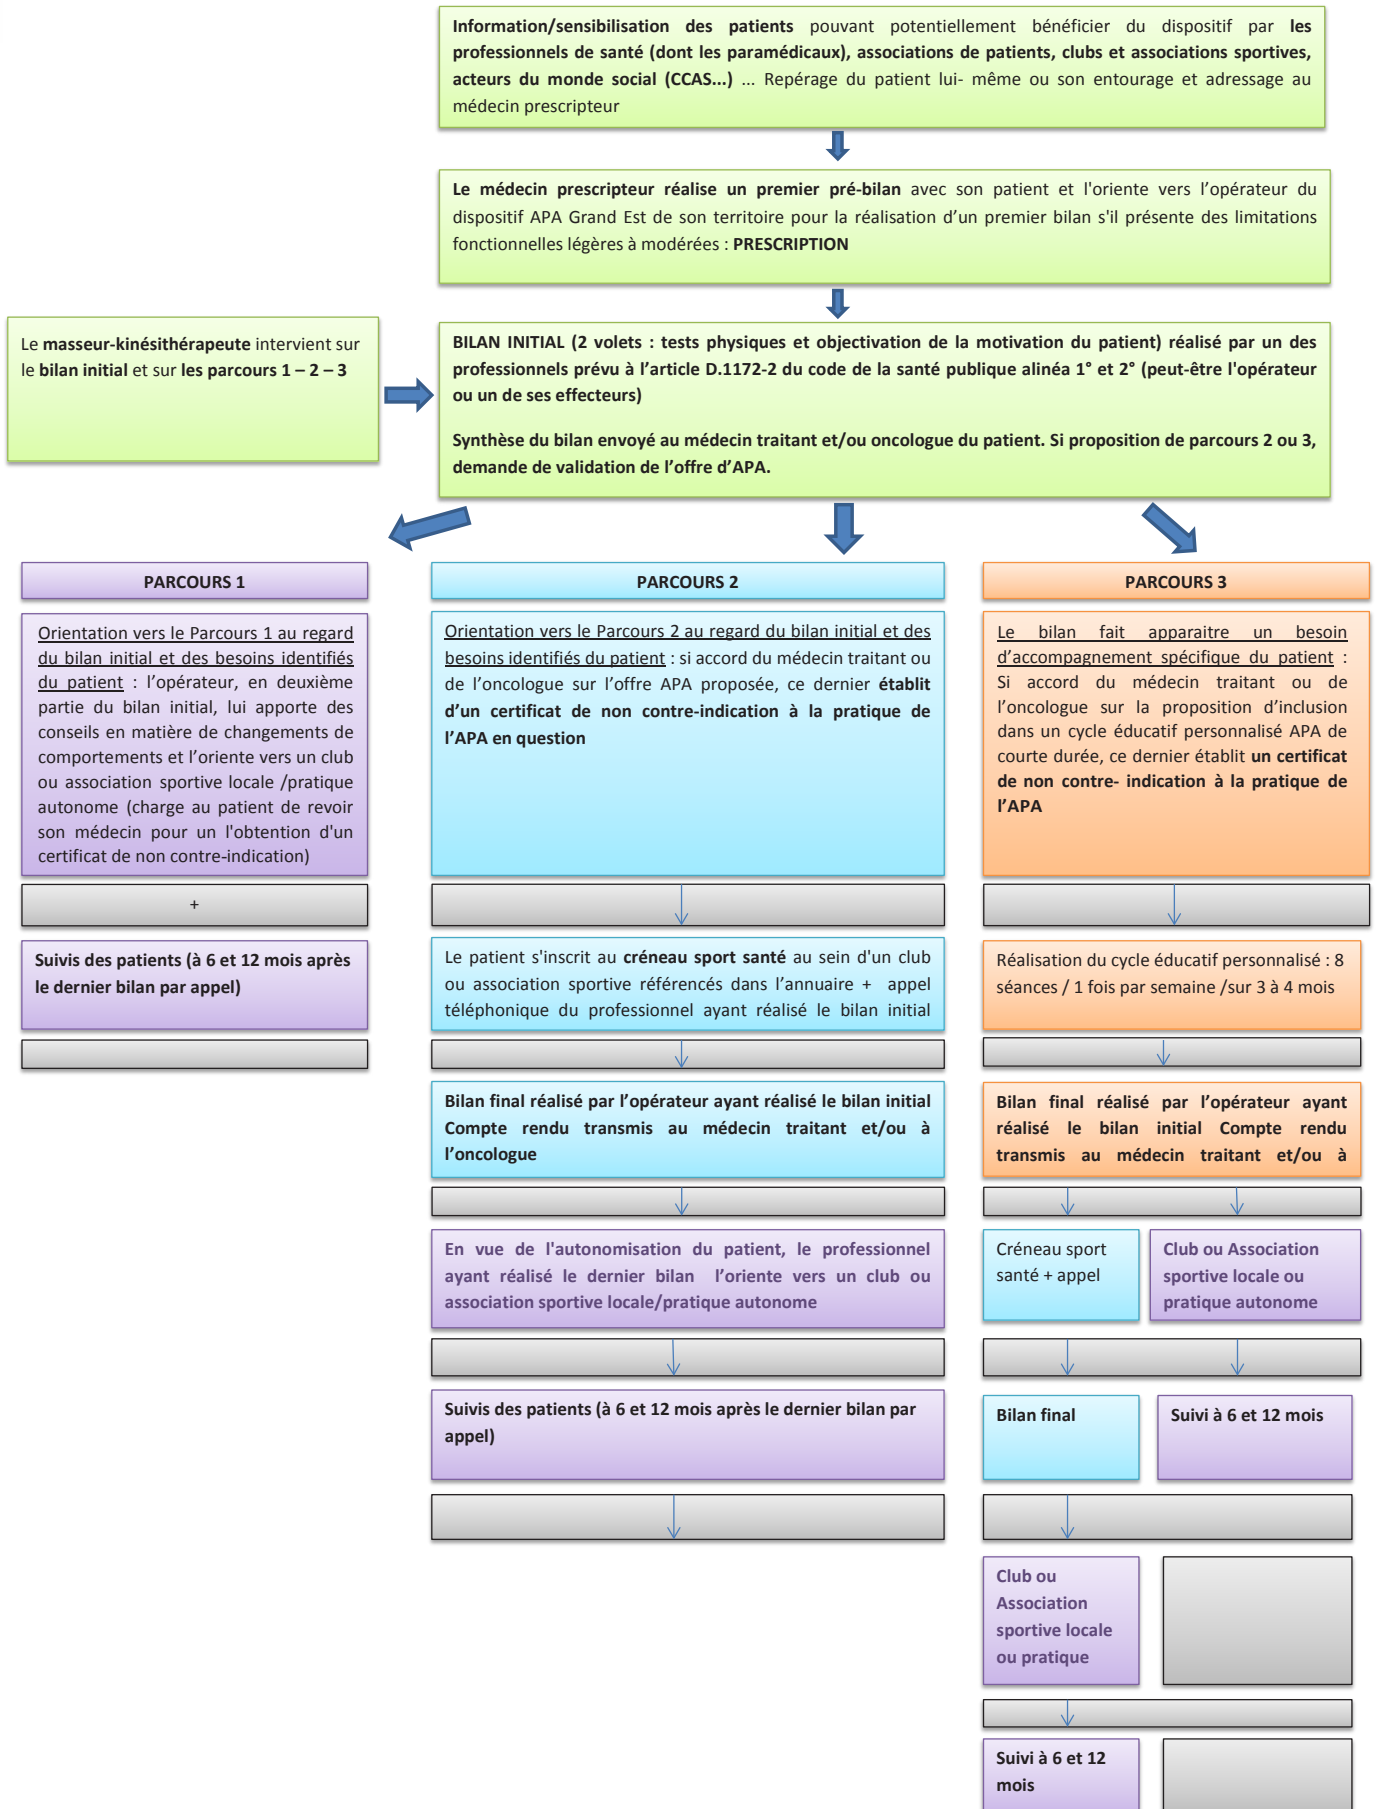 Information/sensibilisation des patients pouvant potentiellement bénéficier du dispositif par les
professionnels de santé (dont les paramédicaux), associations de patients, clubs et associations sportives,
acteurs du monde social (CCAS...) ... Repérage du patient lui- même ou son entourage et adressage au
médecin prescripteur
Le médecin prescripteur réalise un premier pré-bilan avec son patient et l'oriente vers l’opérateur du
dispositif APA Grand Est de son territoire pour la réalisation d’un premier bilan s'il présente des limitations
fonctionnelles légères à modérées : PRESCRIPTION
Le masseur-kinésithérapeute intervient sur
le bilan initial et sur les parcours 1 – 2 – 3
BILAN INITIAL (2 volets : tests physiques et objectivation de la motivation du patient) réalisé par un des
professionnels prévu à l’article D.1172-2 du code de la santé publique alinéa 1° et 2° (peut-être l'opérateur
ou un de ses effecteurs)
Synthèse du bilan envoyé au médecin traitant et/ou oncologue du patient. Si proposition de parcours 2 ou 3,
demande de validation de l’offre d’APA.
PARCOURS 1
Orientation vers le Parcours 1 au regard
du bilan initial et des besoins identifiés
du patient : l’opérateur, en deuxième
partie du bilan initial, lui apporte des
conseils en matière de changements de
comportements et l’oriente vers un club
ou association sportive locale /pratique
autonome (charge au patient de revoir
son médecin pour un l'obtention d'un
certificat de non contre-indication)
+
Suivis des patients (à 6 et 12 mois après
le dernier bilan par appel)
PARCOURS 2
Orientation vers le Parcours 2 au regard du bilan initial et des
besoins identifiés du patient : si accord du médecin traitant ou
de l’oncologue sur l’offre APA proposée, ce dernier établit
d’un certificat de non contre-indication à la pratique de
l’APA en question
Le patient s'inscrit au créneau sport santé au sein d'un club
ou association sportive référencés dans l’annuaire + appel
téléphonique du professionnel ayant réalisé le bilan initial
Bilan final réalisé par l’opérateur ayant réalisé le bilan initial
Compte rendu transmis au médecin traitant et/ou à
l’oncologue
En vue de l'autonomisation du patient, le professionnel
ayant réalisé le dernier bilan l’oriente vers un club ou
association sportive locale/pratique autonome
Suivis des patients (à 6 et 12 mois après le dernier bilan par
appel)
PARCOURS 3
Le bilan fait apparaitre un besoin
d’accompagnement spécifique du patient :
Si accord du médecin traitant ou de
l’oncologue sur la proposition d’inclusion
dans un cycle éducatif personnalisé APA de
courte durée, ce dernier établit un certificat
de non contre- indication à la pratique de
l’APA
Réalisation du cycle éducatif personnalisé : 8
séances / 1 fois par semaine /sur 3 à 4 mois
Bilan final réalisé par l’opérateur ayant
réalisé le bilan initial Compte rendu
transmis au médecin traitant et/ou à
Créneau sport
santé + appel
Club ou Association
sportive locale ou
pratique autonome
Bilan final
Suivi à 6 et 12 mois
Club ou
Association
sportive locale
ou pratique
Suivi à 6 et 12
mois